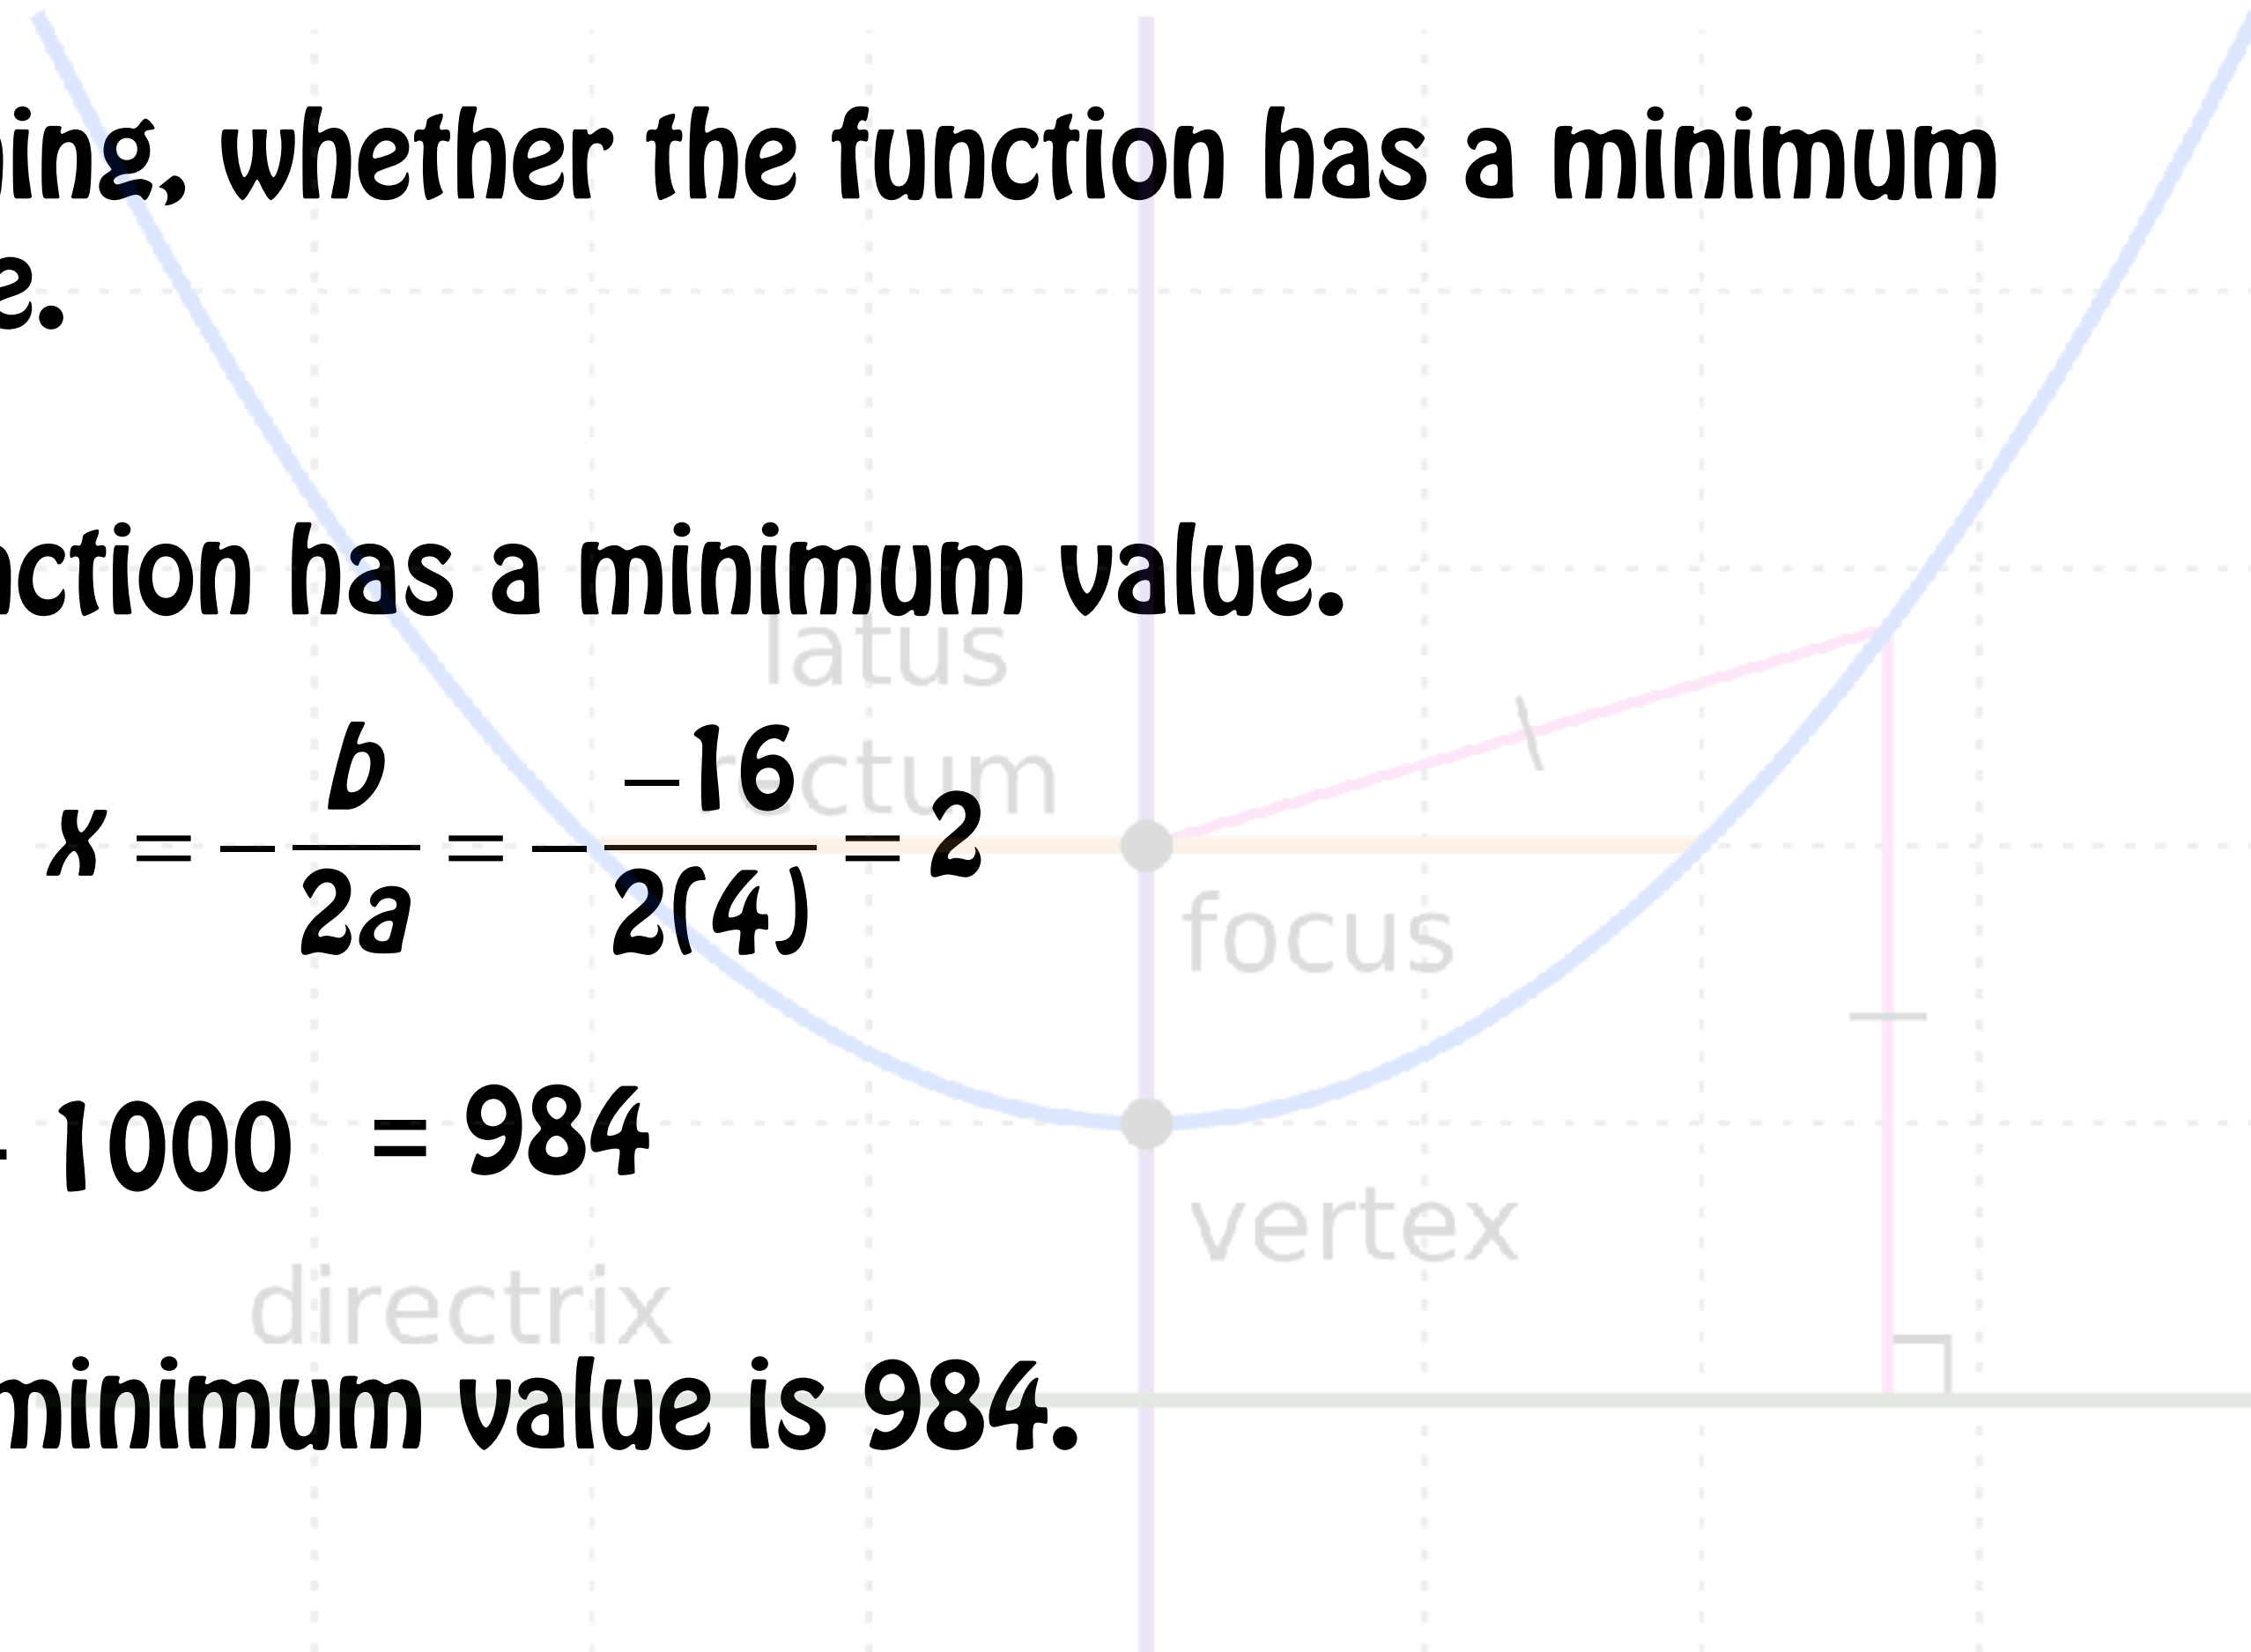 ing, whether the function has a minimum
e.
ction has a minimum value.
latus
rectum
x = -b/2a = -(-16)/2(4) = 2
focus
1000 = 984
vertex
directrix
minimum value is 984.